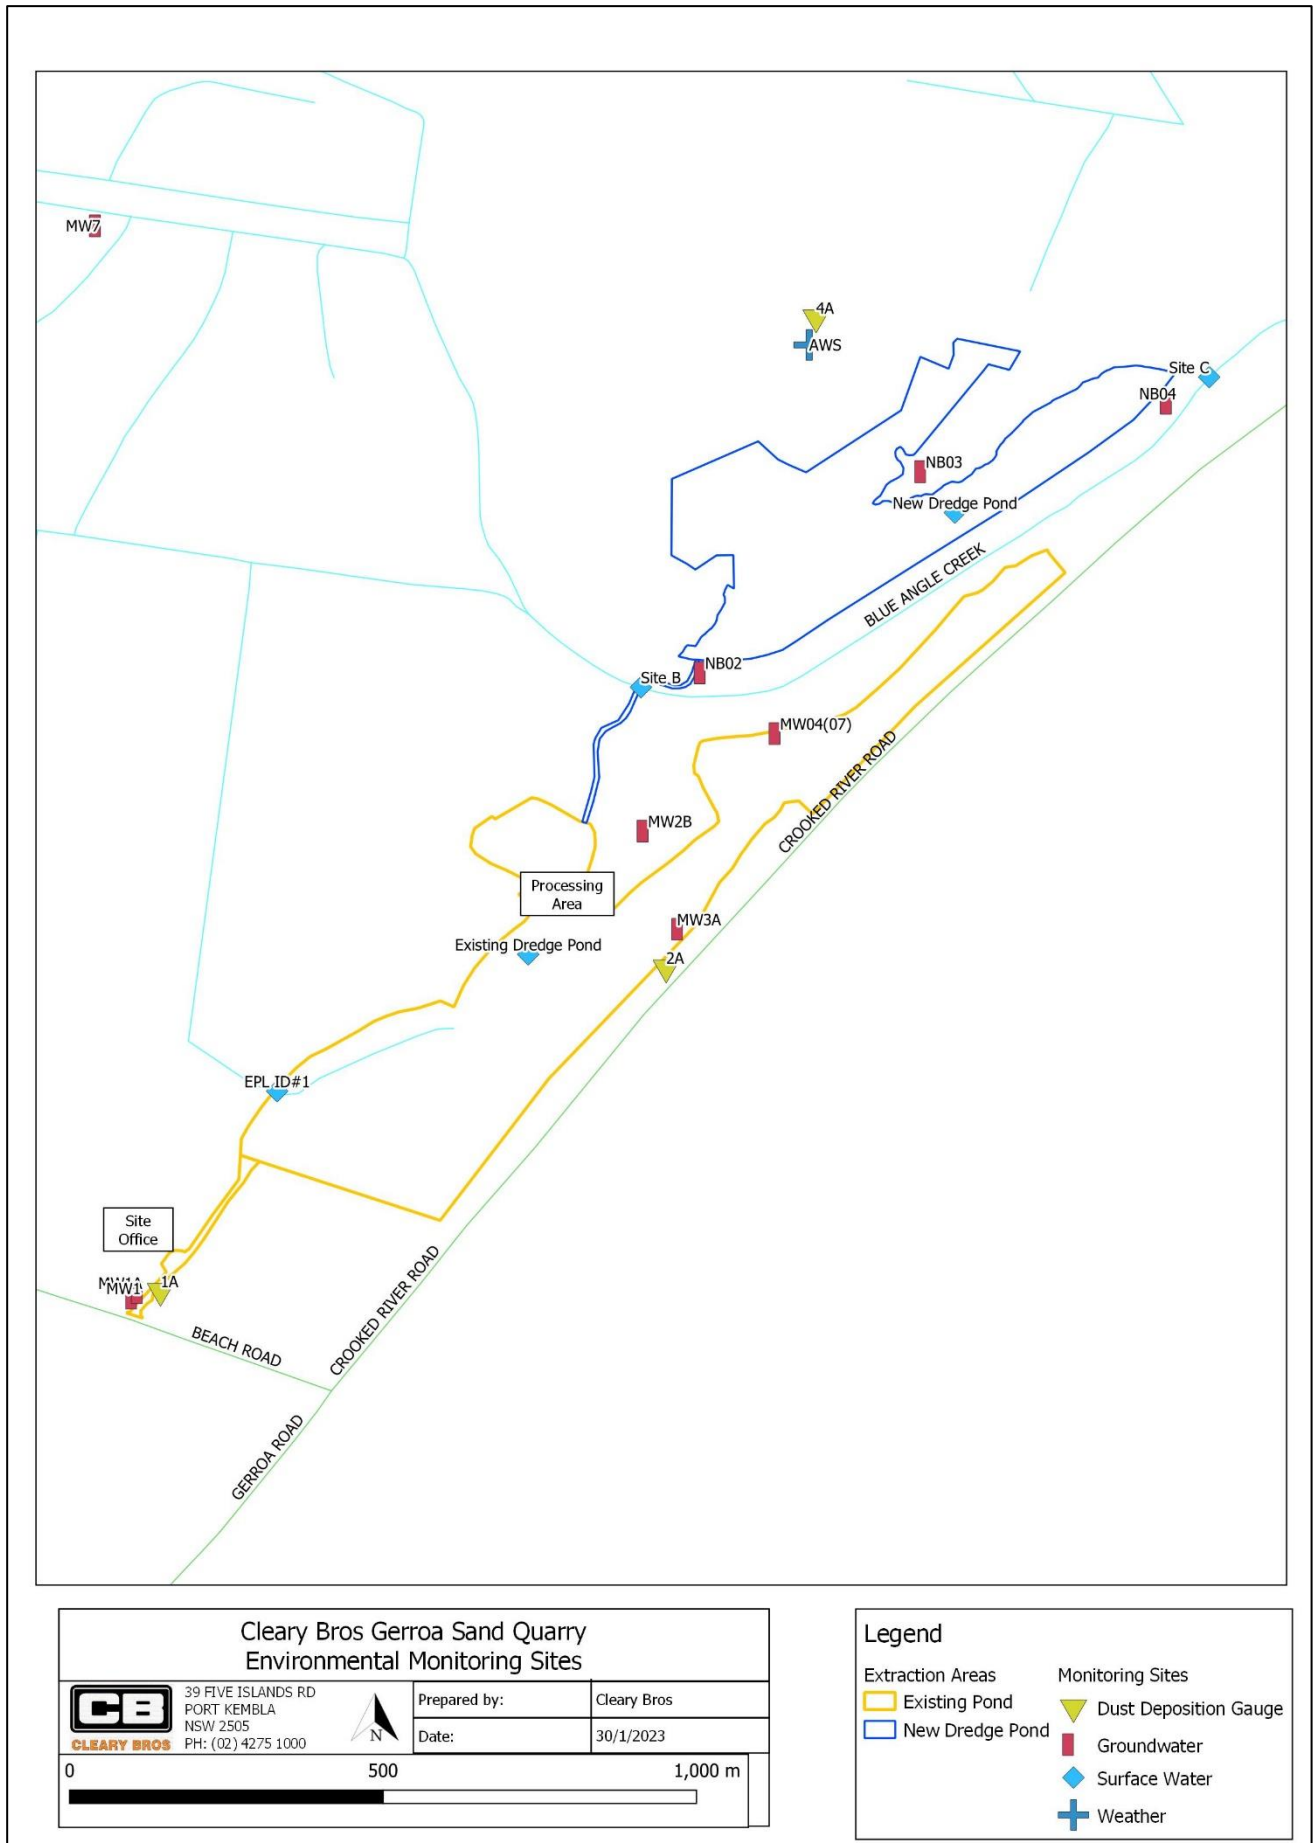 MW7
4A
AWS
Site C
NB04
NB03
New Dredge Pond
BLUE ANGLE CREEK
NB02
Site B
MW04(07)
CROOKED RIVER ROAD
MW2B
Processing
Area
MW3A
Existing Dredge Pond
2A
EPL ID#1
Site
Office
MW1A
MW1
1A
BEACH ROAD
CROOKED RIVER ROAD
GERROA ROAD
Cleary Bros Gerroa Sand Quarry
Environmental Monitoring Sites
CB
CLEARY BROS
39 FIVE ISLANDS RD
PORT KEMBLA
NSW 2505
PH: (02) 4275 1000
N
Prepared by:
Cleary Bros
Date:
30/1/2023
0 500 1,000 m
Legend
Extraction Areas
Existing Pond
New Dredge Pond
Monitoring Sites
Dust Deposition Gauge
Groundwater
Surface Water
Weather